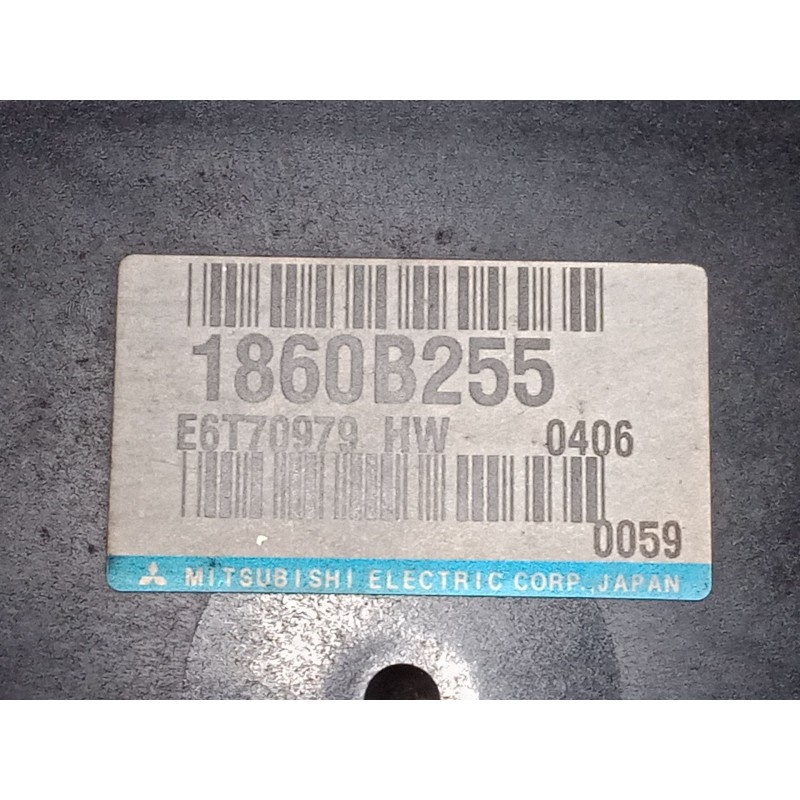 1860B255
E6T70979 HW 0406
0059
MITSUBISHI ELECTRIC CORP.,JAPAN